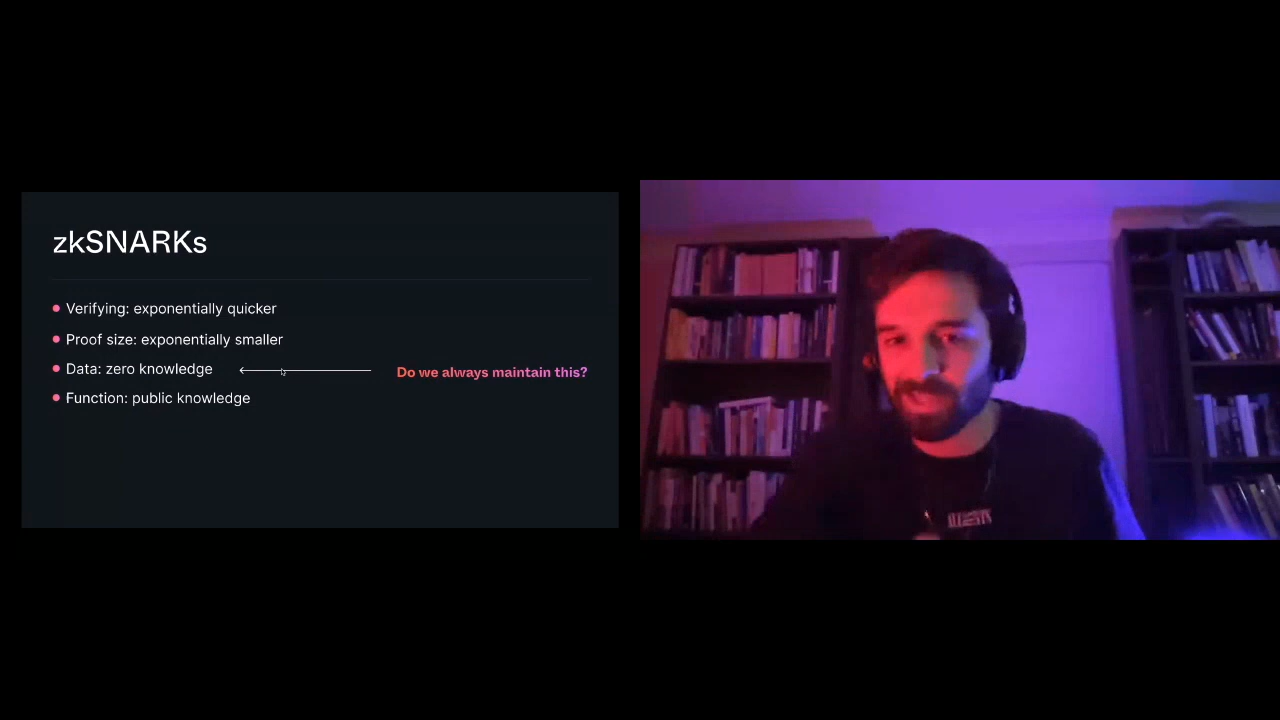 zkSNARKs
Verifying: exponentially quicker
Proof size: exponentially smaller
Data: zero knowledge
Do we always maintain this?
Function: public knowledge